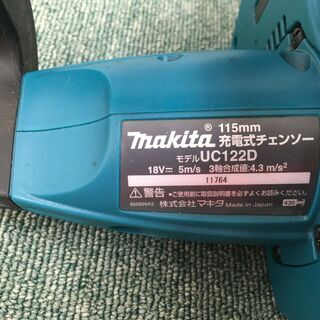 makita® 115mm 充電式チェンソー
モデル UC122D
18V⎓ 5m/s 3軸合成値:4.3 m/s²
11764
⚠警告 •ご使用前に取扱説明書をよくお読みください。
株式会社マキタ Made in Japan